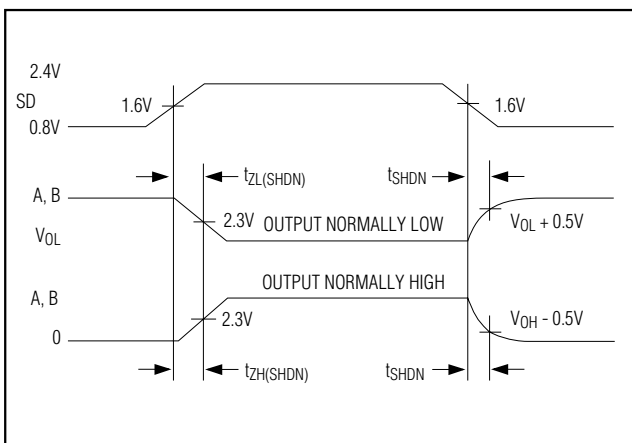 2.4V
SD
0.8V
1.6V
1.6V
tZL(SHDN)
tSHDN
A, B
VOL
2.3V
OUTPUT NORMALLY LOW
VOL + 0.5V
OUTPUT NORMALLY HIGH
A, B
0
2.3V
VOH - 0.5V
tZH(SHDN)
tSHDN